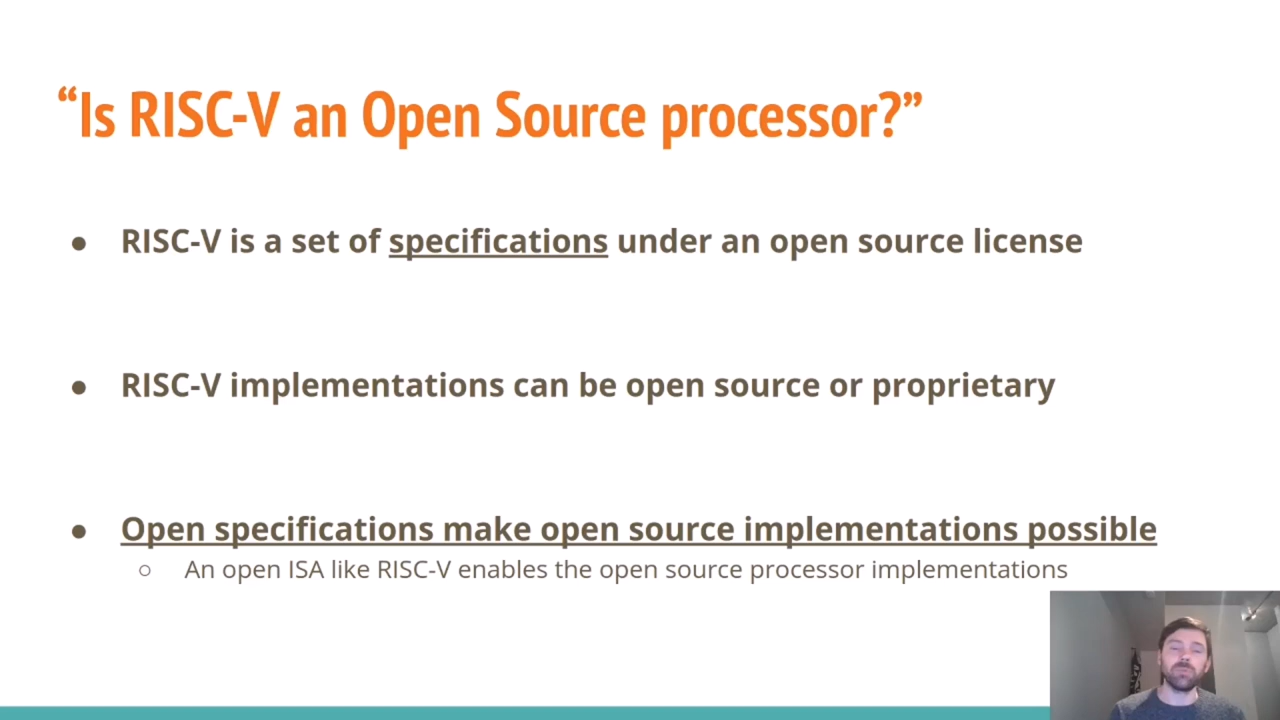 “Is RISC-V an Open Source processor?”
● RISC-V is a set of specifications under an open source license
● RISC-V implementations can be open source or proprietary
● Open specifications make open source implementations possible
○ An open ISA like RISC-V enables the open source processor implementations